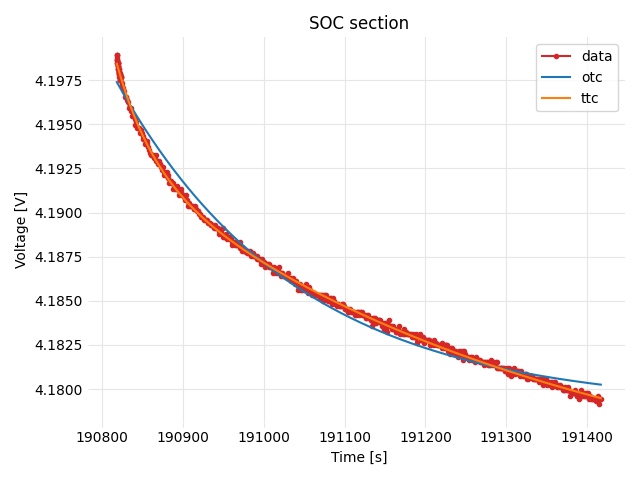 SOC section
data
otc
ttc
4.1975
4.1950
4.1925
4.1900
4.1875
4.1850
4.1825
4.1800
Voltage [V]
190800 190900 191000 191100 191200 191300 191400
Time [s]